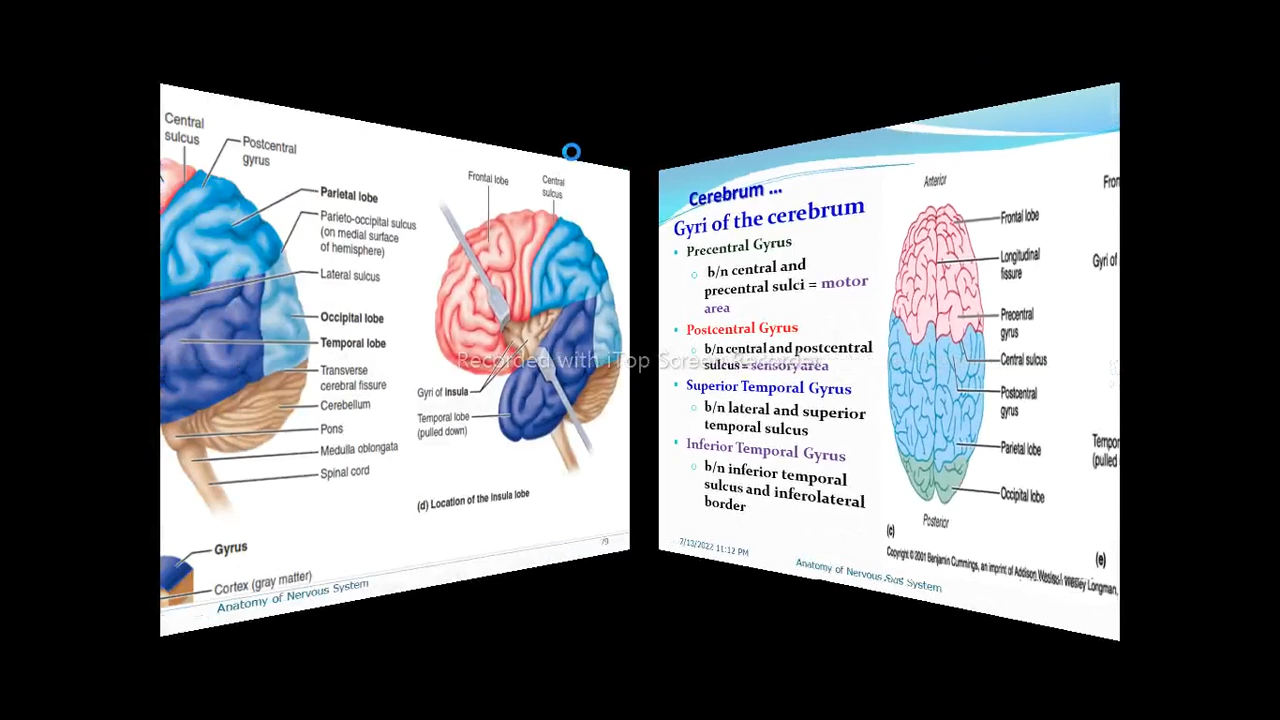 Central
sulcus
Postcentral
gyrus
Parietal lobe
Parieto-occipital sulcus
(on medial surface
of hemisphere)
Lateral sulcus
Occipital lobe
Temporal lobe
Transverse
cerebral fissure
Cerebellum
Pons
Medulla oblongata
Spinal cord
Gyrus
Cortex (gray matter)
Anatomy of Nervous System
Frontal lobe
Central
sulcus
Gyri of insula
Temporal lobe
(pulled down)
(d) Location of the insula lobe
79
Recorded with iTop Screen Recorder
Cerebrum ...
Gyri of the cerebrum
• Precentral Gyrus
○ b/n central and
precentral sulci = motor
area
• Postcentral Gyrus
○ b/n central and postcentral
sulcus = sensory area
• Superior Temporal Gyrus
○ b/n lateral and superior
temporal sulcus
• Inferior Temporal Gyrus
○ b/n inferior temporal
sulcus and inferolateral
border
7/13/2022 11:12 PM
Anatomy of Nervous System
Anterior
Frontal lobe
Longitudinal
fissure
Precentral
gyrus
Central sulcus
Postcentral
gyrus
Parietal lobe
Occipital lobe
Posterior
(c)
Copyright © 2001 Benjamin Cummings, an imprint of Addison Wesley Longman,
Fron
Gyri of
Tempo
(pulled
(e)